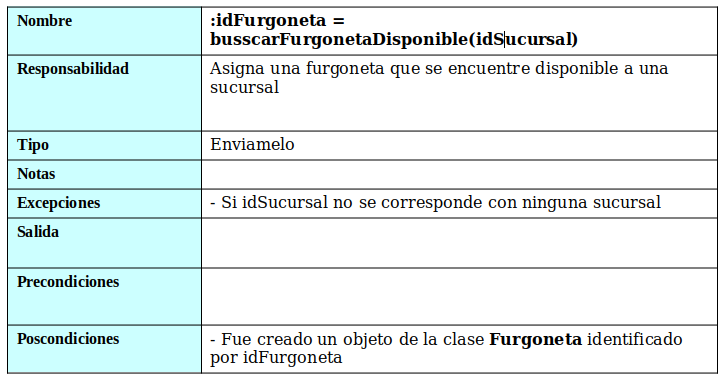 Nombre
:idFurgoneta =
busscarFurgonetaDisponible(idSucursal)
Responsabilidad
Asigna una furgoneta que se encuentre disponible a una
sucursal
Tipo
Enviamelo
Notas
Excepciones
- Si idSucursal no se corresponde con ninguna sucursal
Salida
Precondiciones
Poscondiciones
- Fue creado un objeto de la clase Furgoneta identificado
por idFurgoneta